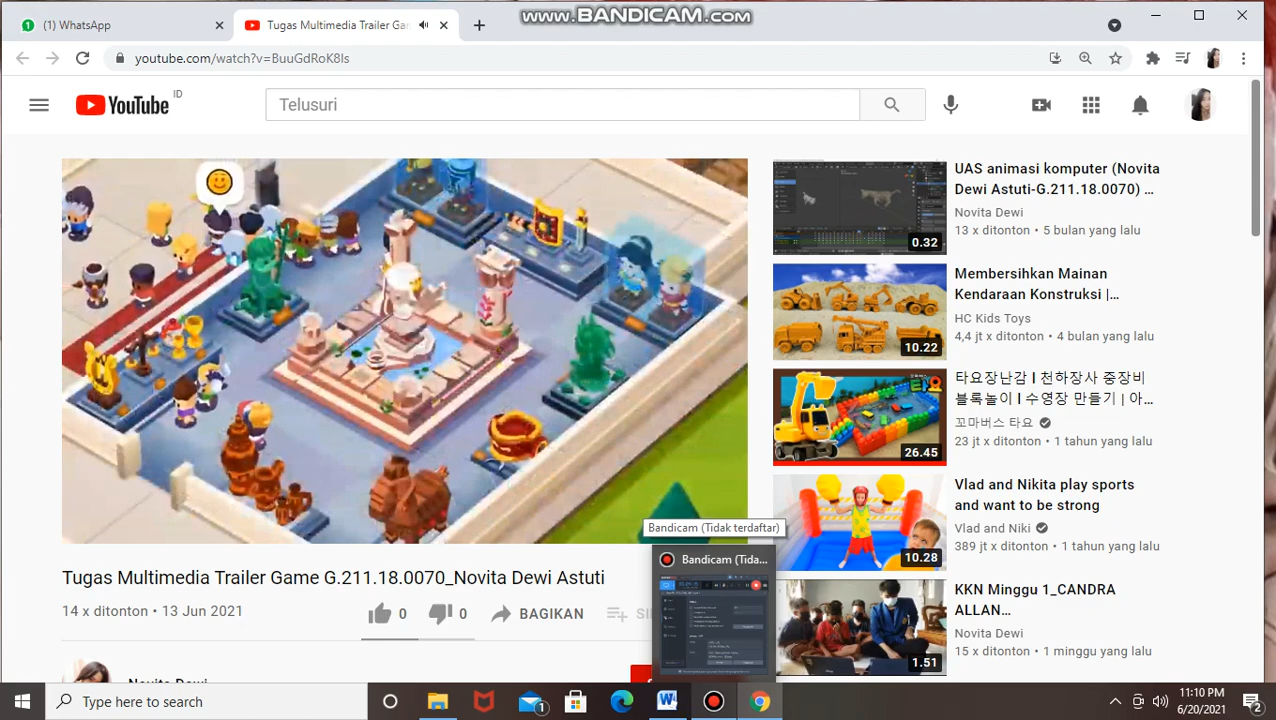 www.BANDICAM.com
(1) WhatsApp
Tugas Multimedia Trailer Gar
youtube.com/watch?v=BuuGdRoK8Is
YouTube
ID
Telusuri
UAS animasi komputer (Novita
Dewi Astuti-G.211.18.0070) ...
Novita Dewi
13 x ditonton • 5 bulan yang lalu
0.32
Membersihkan Mainan
Kendaraan Konstruksi |...
HC Kids Toys
4,4 jt x ditonton • 4 bulan yang lalu
10.22
타요장난감 l 천하장사 중장비
블록놀이 l 수영장 만들기 | 아...
꼬마버스 타요
23 jt x ditonton • 1 tahun yang lalu
26.45
Vlad and Nikita play sports
and want to be strong
Vlad and Niki
389 jt x ditonton • 1 tahun yang lalu
10.28
KKN Minggu 1_CANDRA
ALLAN...
Novita Dewi
15 x ditonton • 1 minggu yang lalu
1.51
Bandicam (Tidak terdaftar)
Bandicam (Tida...
Tugas Multimedia Trailer Game G.211.18.0070_Novita Dewi Astuti
14 x ditonton • 13 Jun 2021
1
0
BAGIKAN
Type here to search
1
11:10 PM
6/20/2021
2